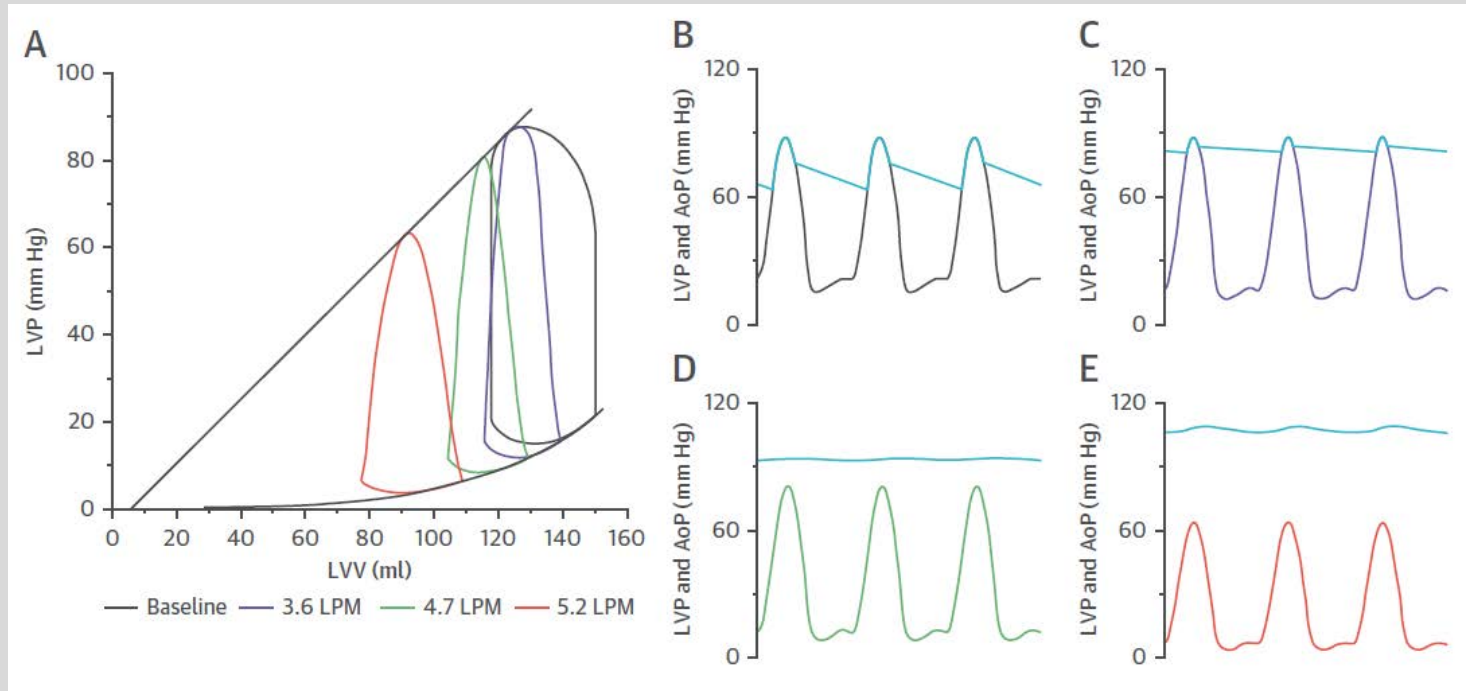 A
100
80
60
40
20
0
LVP (mm Hg)
0 20 40 60 80 100 120 140 160
LVV (ml)
Baseline 3.6 LPM 4.7 LPM 5.2 LPM
B
120
60
0
LVP and AoP (mm Hg)
C
120
60
0
LVP and AoP (mm Hg)
D
120
60
0
LVP and AoP (mm Hg)
E
120
60
0
LVP and AoP (mm Hg)